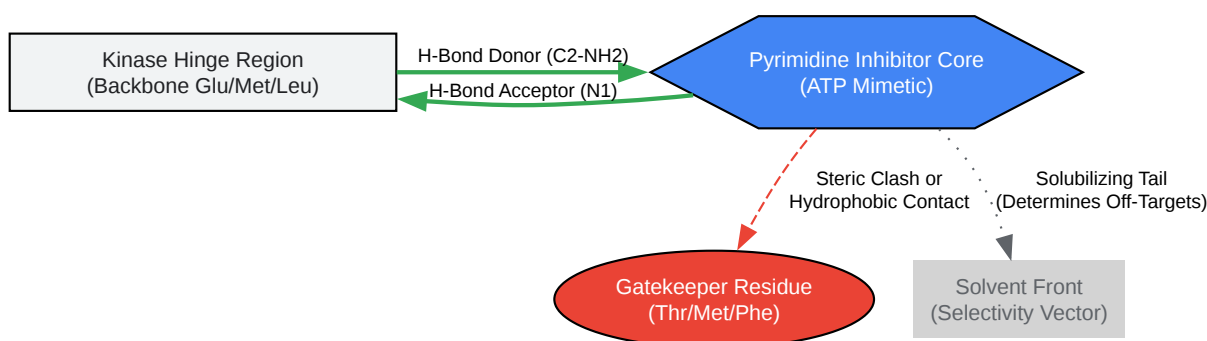 Kinase Hinge Region
(Backbone Glu/Met/Leu)
H-Bond Donor (C2-NH2)
H-Bond Acceptor (N1)
Pyrimidine Inhibitor Core
(ATP Mimetic)
Steric Clash or
Hydrophobic Contact
Solubilizing Tail
(Determines Off-Targets)
Gatekeeper Residue
(Thr/Met/Phe)
Solvent Front
(Selectivity Vector)